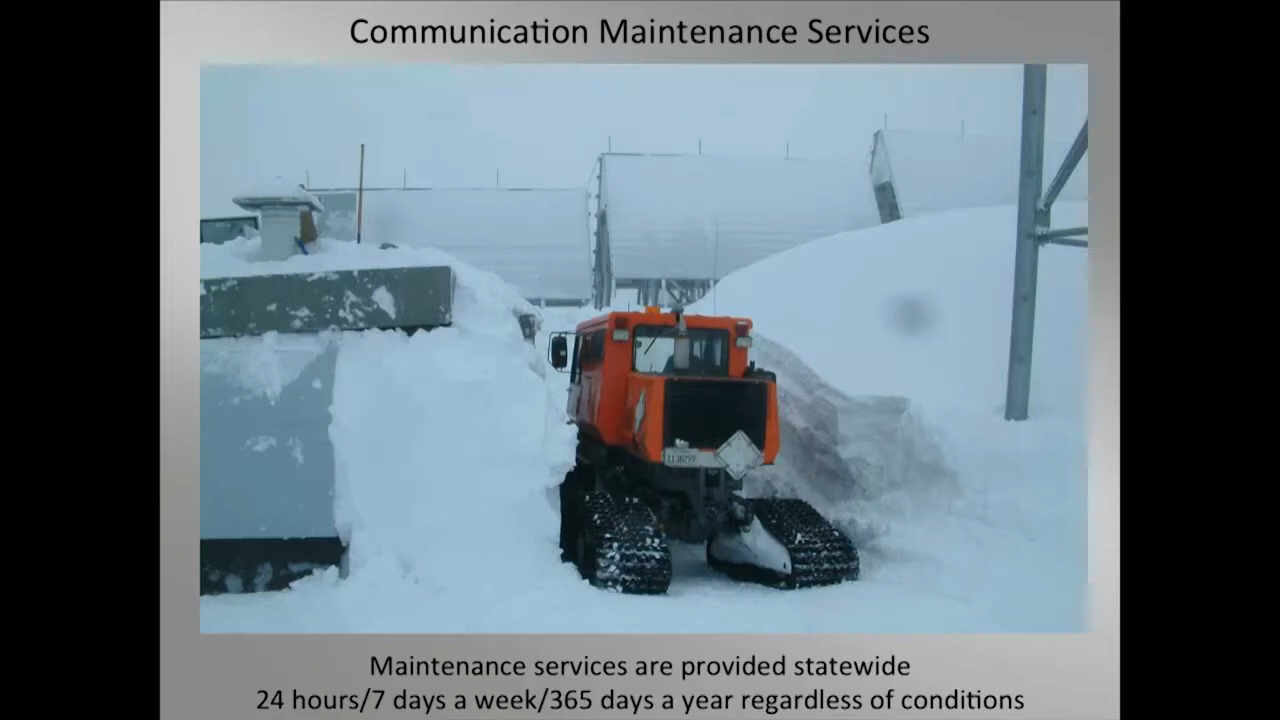 Communication Maintenance Services
Maintenance services are provided statewide
24 hours/7 days a week/365 days a year regardless of conditions